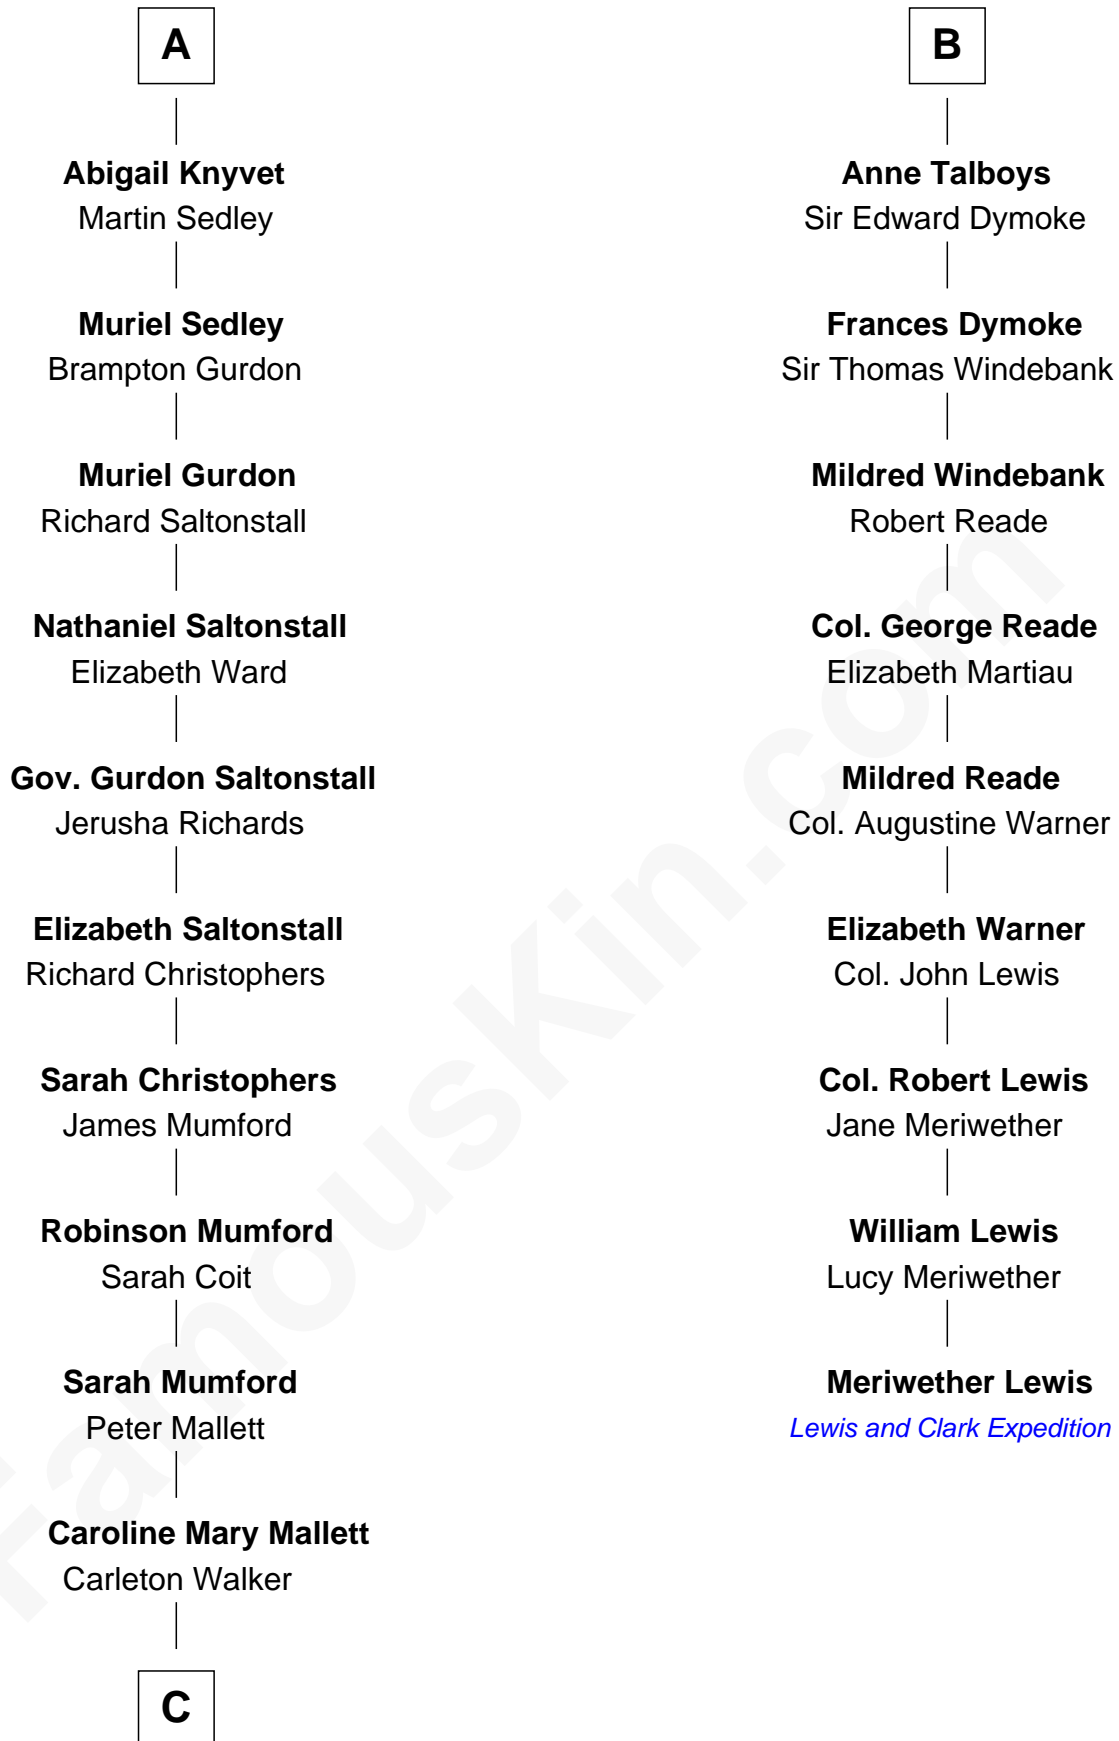 A
Abigail Knyvet
Martin Sedley
Muriel Sedley
Brampton Gurdon
Muriel Gurdon
Richard Saltonstall
Nathaniel Saltonstall
Elizabeth Ward
Gov. Gurdon Saltonstall
Jerusha Richards
Elizabeth Saltonstall
Richard Christophers
Sarah Christophers
James Mumford
Robinson Mumford
Sarah Coit
Sarah Mumford
Peter Mallett
Caroline Mary Mallett
Carleton Walker
C
B
Anne Talboys
Sir Edward Dymoke
Frances Dymoke
Sir Thomas Windebank
Mildred Windebank
Robert Reade
Col. George Reade
Elizabeth Martiau
Mildred Reade
Col. Augustine Warner
Elizabeth Warner
Col. John Lewis
Col. Robert Lewis
Jane Meriwether
William Lewis
Lucy Meriwether
Meriwether Lewis
Lewis and Clark Expedition
FamousKin.com